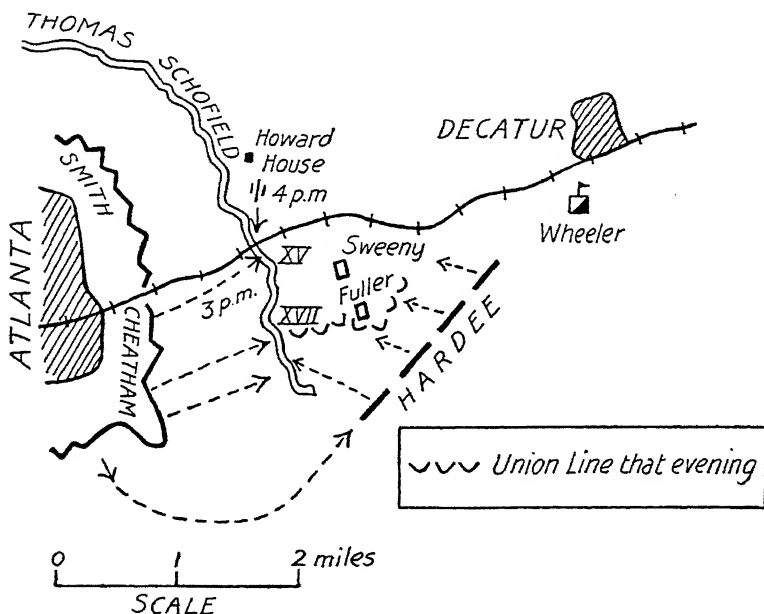 THOMAS
SCHOFIELD
Howard
House
4 p.m
DECATUR
Wheeler
SMITH
ATLANTA
XV
Sweeny
Fuller
3 p.m.
XVII
CHEATHAM
HARDEE
Union Line that evening
0 1 2 miles
SCALE